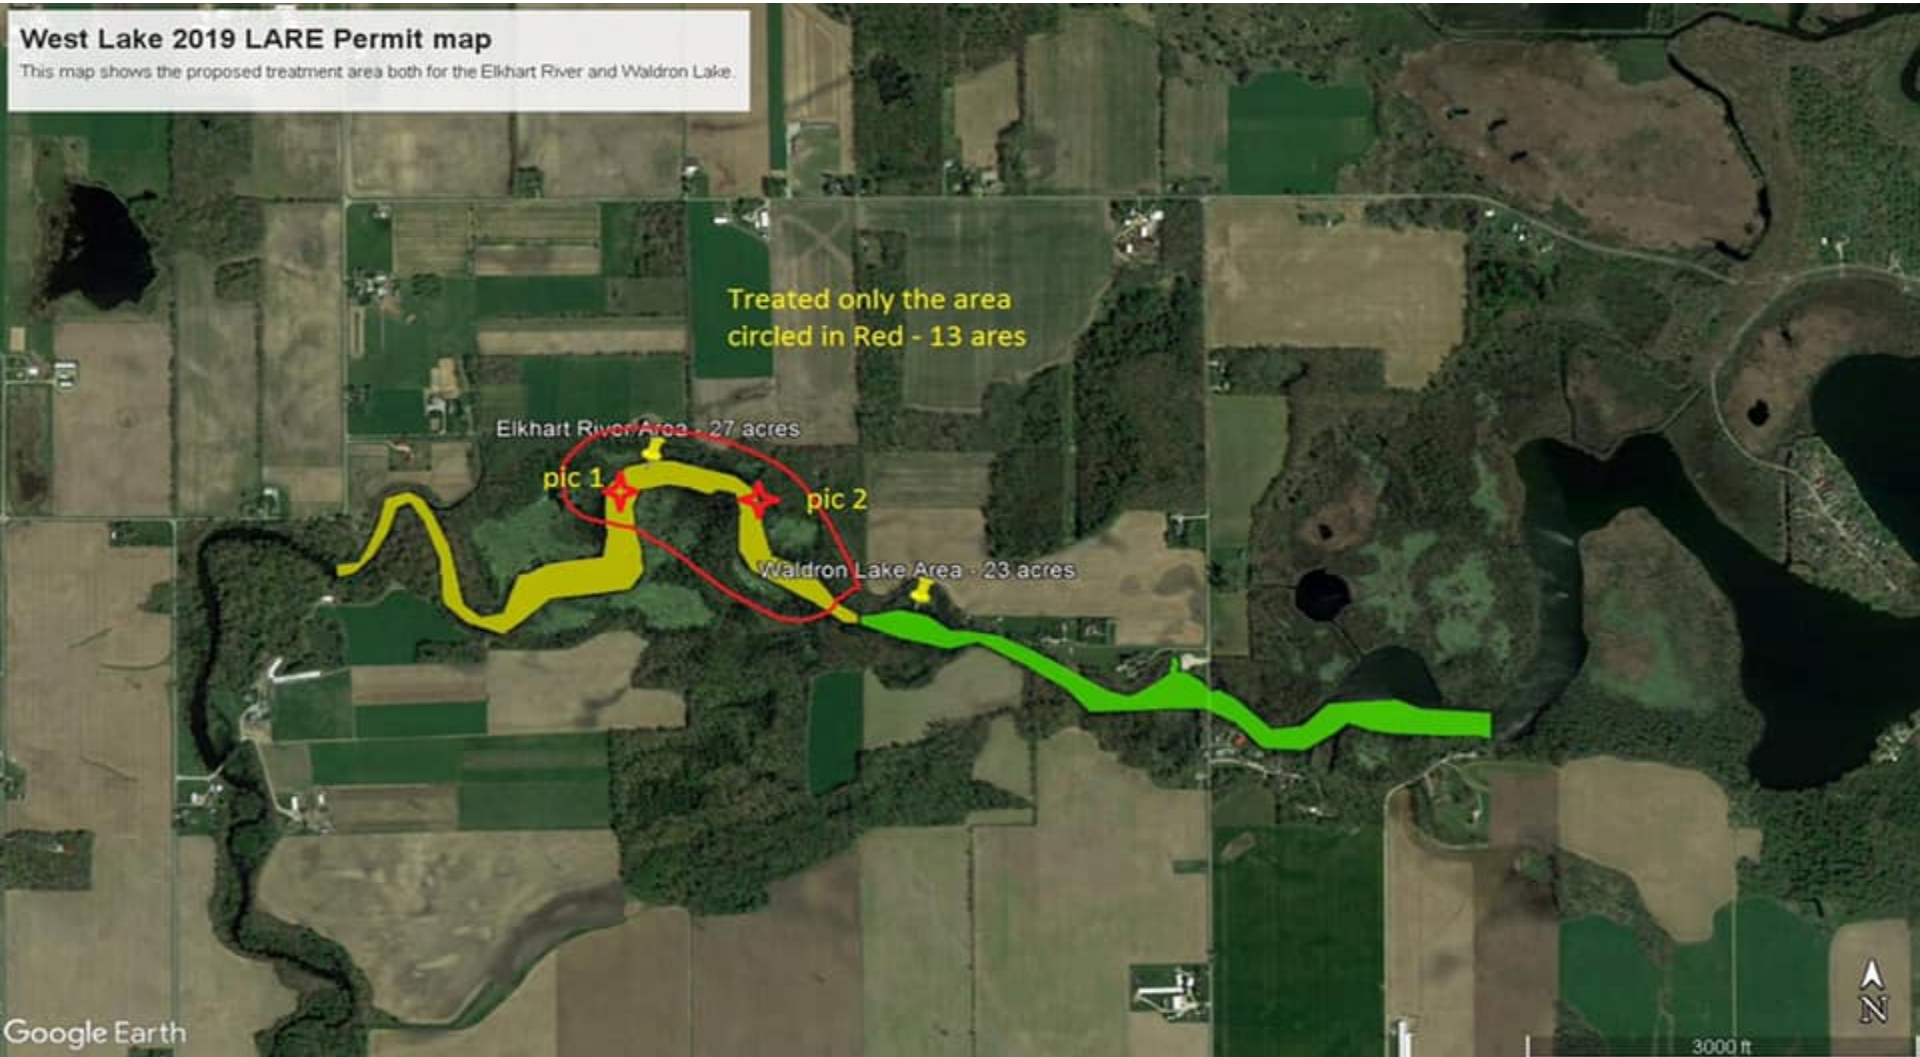 West Lake 2019 LARE Permit map
This map shows the proposed treatment area both for the Elkhart River and Waldron Lake.
Treated only the area
circled in Red - 13 ares
Elkhart River Area - 27 acres
pic 1
pic 2
Waldron Lake Area - 23 acres
N
Google Earth
3000 ft